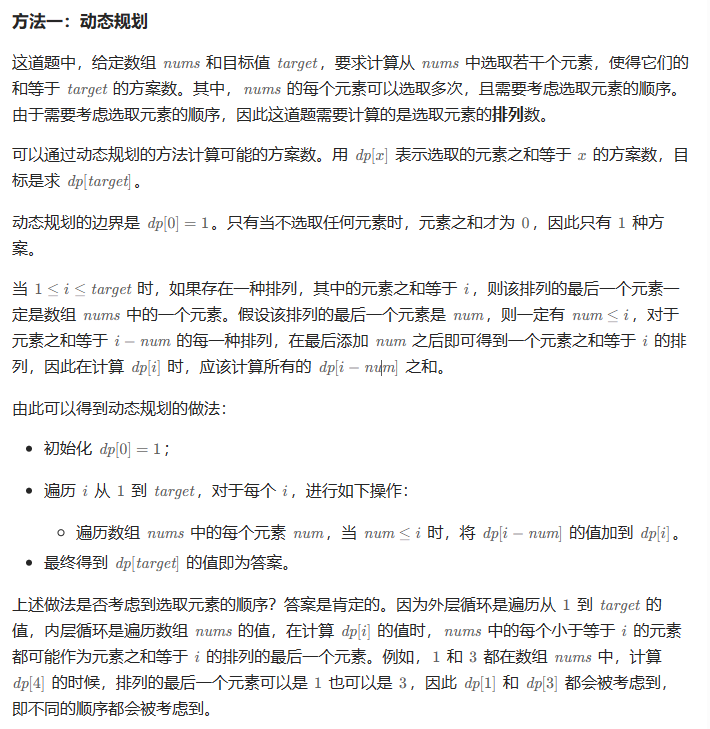 方法一：动态规划
这道题中，给定数组 nums 和目标值 target，要求计算从 nums 中选取若干个元素，使得它们的
和等于 target 的方案数。其中，nums 的每个元素可以选取多次，且需要考虑选取元素的顺序。
由于需要考虑选取元素的顺序，因此这道题需要计算的是选取元素的排列数。
可以通过动态规划的方法计算可能的方案数。用 dp[x] 表示选取的元素之和等于 x 的方案数，目
标是求 dp[target]。
动态规划的边界是 dp[0] = 1。只有当不选取任何元素时，元素之和才为 0，因此只有 1 种方
案。
当 1 ≤ i ≤ target 时，如果存在一种排列，其中的元素之和等于 i，则该排列的最后一个元素一
定是数组 nums 中的一个元素。假设该排列的最后一个元素是 num，则一定有 num ≤ i，对于
元素之和等于 i − num 的每一种排列，在最后添加 num 之后即可得到一个元素之和等于 i 的排
列，因此在计算 dp[i] 时，应该计算所有的 dp[i − num] 之和。
由此可以得到动态规划的做法：
• 初始化 dp[0] = 1；
• 遍历 i 从 1 到 target，对于每个 i，进行如下操作：
◦ 遍历数组 nums 中的每个元素 num，当 num ≤ i 时，将 dp[i − num] 的值加到 dp[i]。
• 最终得到 dp[target] 的值即为答案。
上述做法是否考虑到选取元素的顺序？答案是肯定的。因为外层循环是遍历从 1 到 target 的
值，内层循环是遍历数组 nums 的值，在计算 dp[i] 的值时，nums 中的每个小于等于 i 的元素
都可能作为元素之和等于 i 的排列的最后一个元素。例如，1 和 3 都在数组 nums 中，计算
dp[4] 的时候，排列的最后一个元素可以是 1 也可以是 3，因此 dp[1] 和 dp[3] 都会被考虑到，
即不同的顺序都会被考虑到。